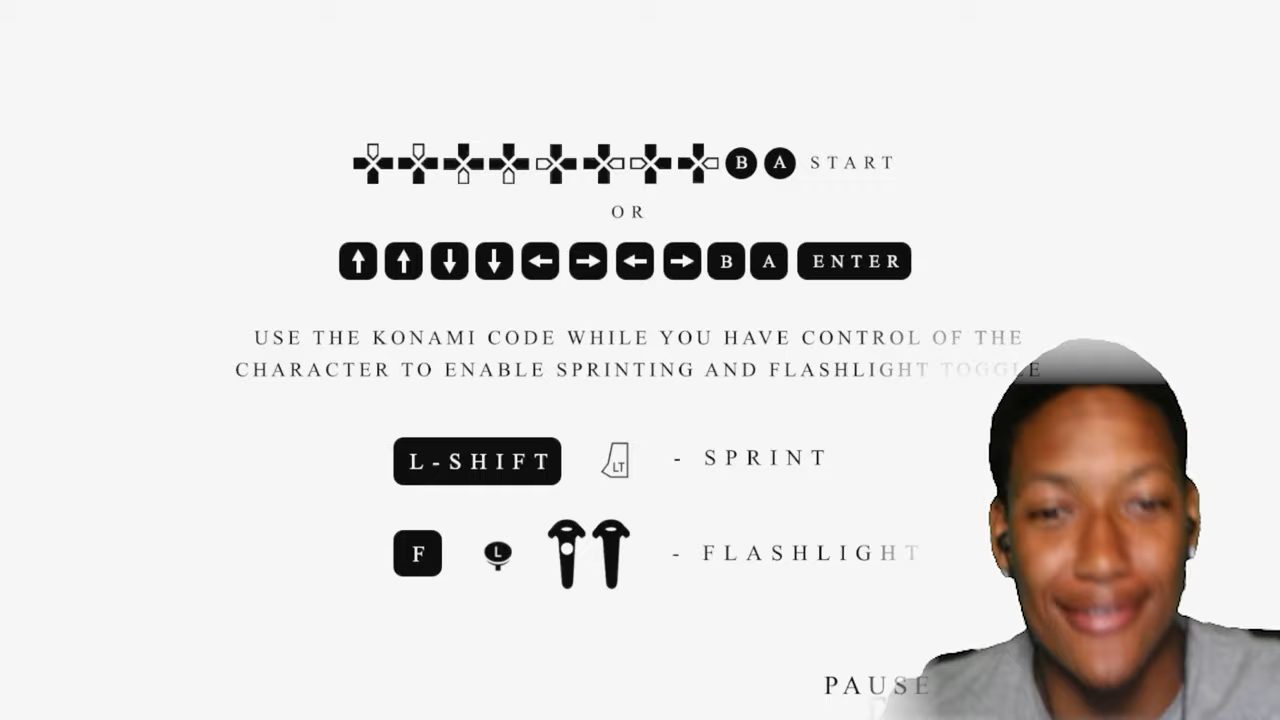 B A START
OR
B A ENTER
USE THE KONAMI CODE WHILE YOU HAVE CONTROL OF THE
CHARACTER TO ENABLE SPRINTING AND FLASHLIGHT TOGGLE
L-SHIFT LT - SPRINT
F L - FLASHLIGHT
PAUSE